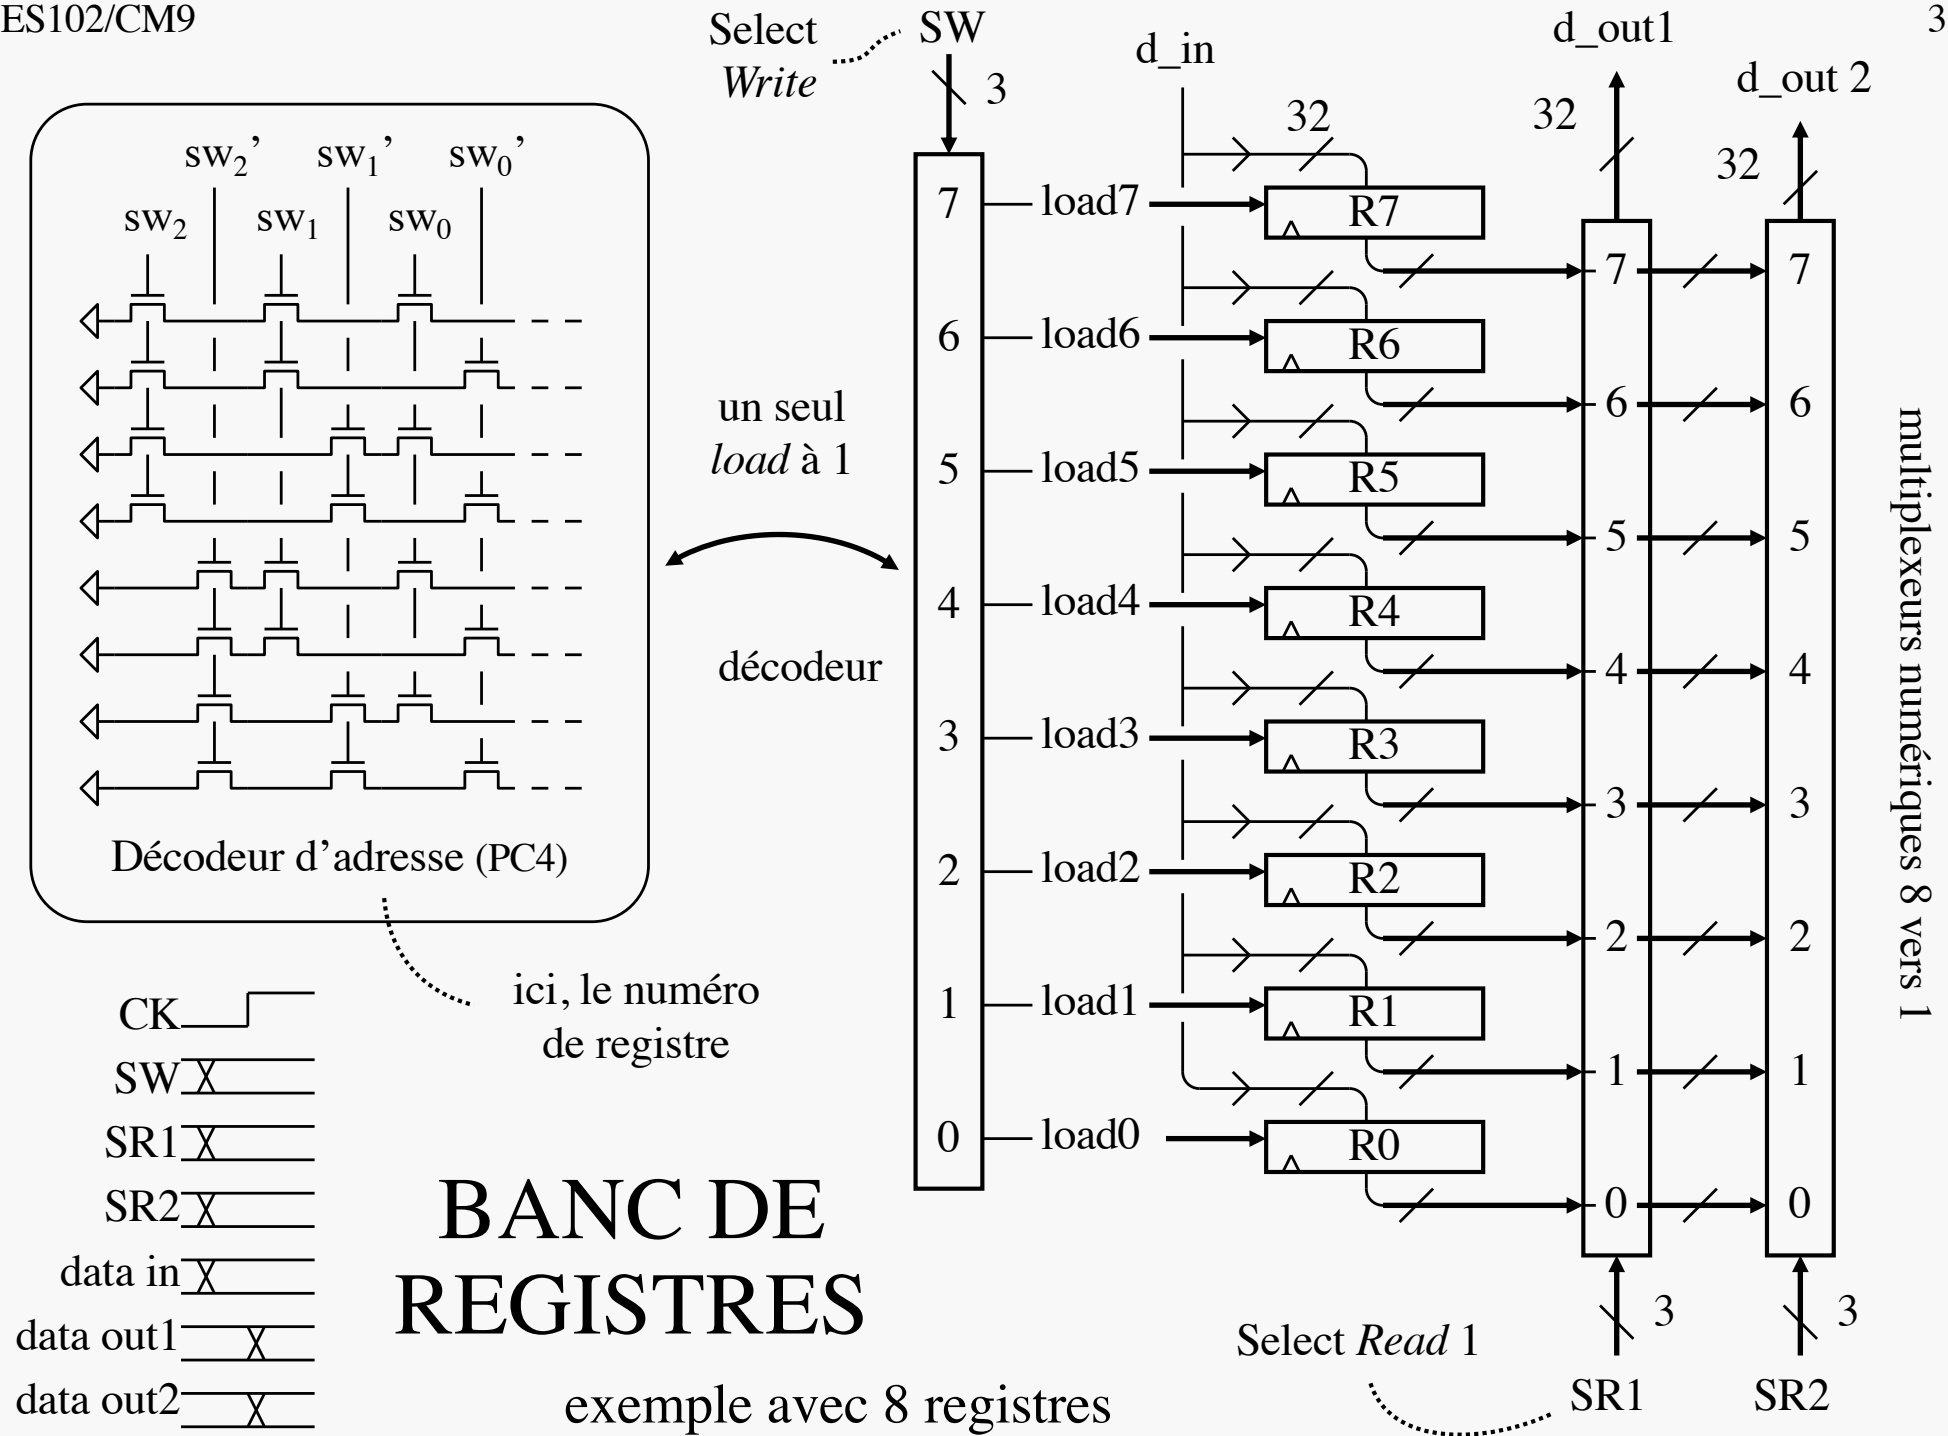 ES102/CM9
3
Select
Write
SW
3
d_in
32
d_out1
32
d_out 2
32
sw2’ sw1’ sw0’
sw2 sw1 sw0
Décodeur d’adresse (PC4)
ici, le numéro
de registre
un seul
load à 1
décodeur
7 load7 R7 7 7
6 load6 R6 6 6
5 load5 R5 5 5
4 load4 R4 4 4
3 load3 R3 3 3
2 load2 R2 2 2
1 load1 R1 1 1
0 load0 R0 0 0
multiplexeurs numériques 8 vers 1
CK
SW
SR1
SR2
data in
data out1
data out2
BANC DE
REGISTRES
exemple avec 8 registres
Select Read 1
3
SR1
3
SR2